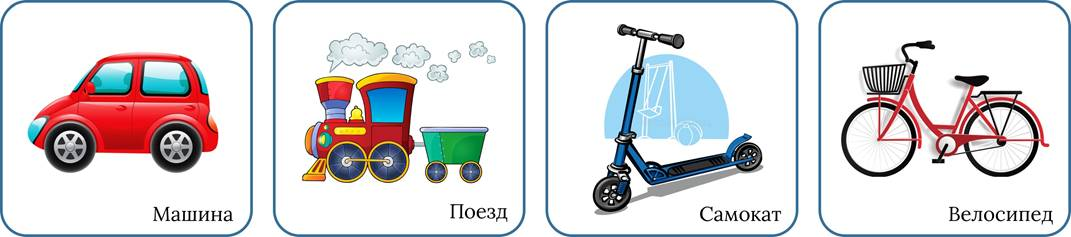 Машина
Поезд
Самокат
Велосипед